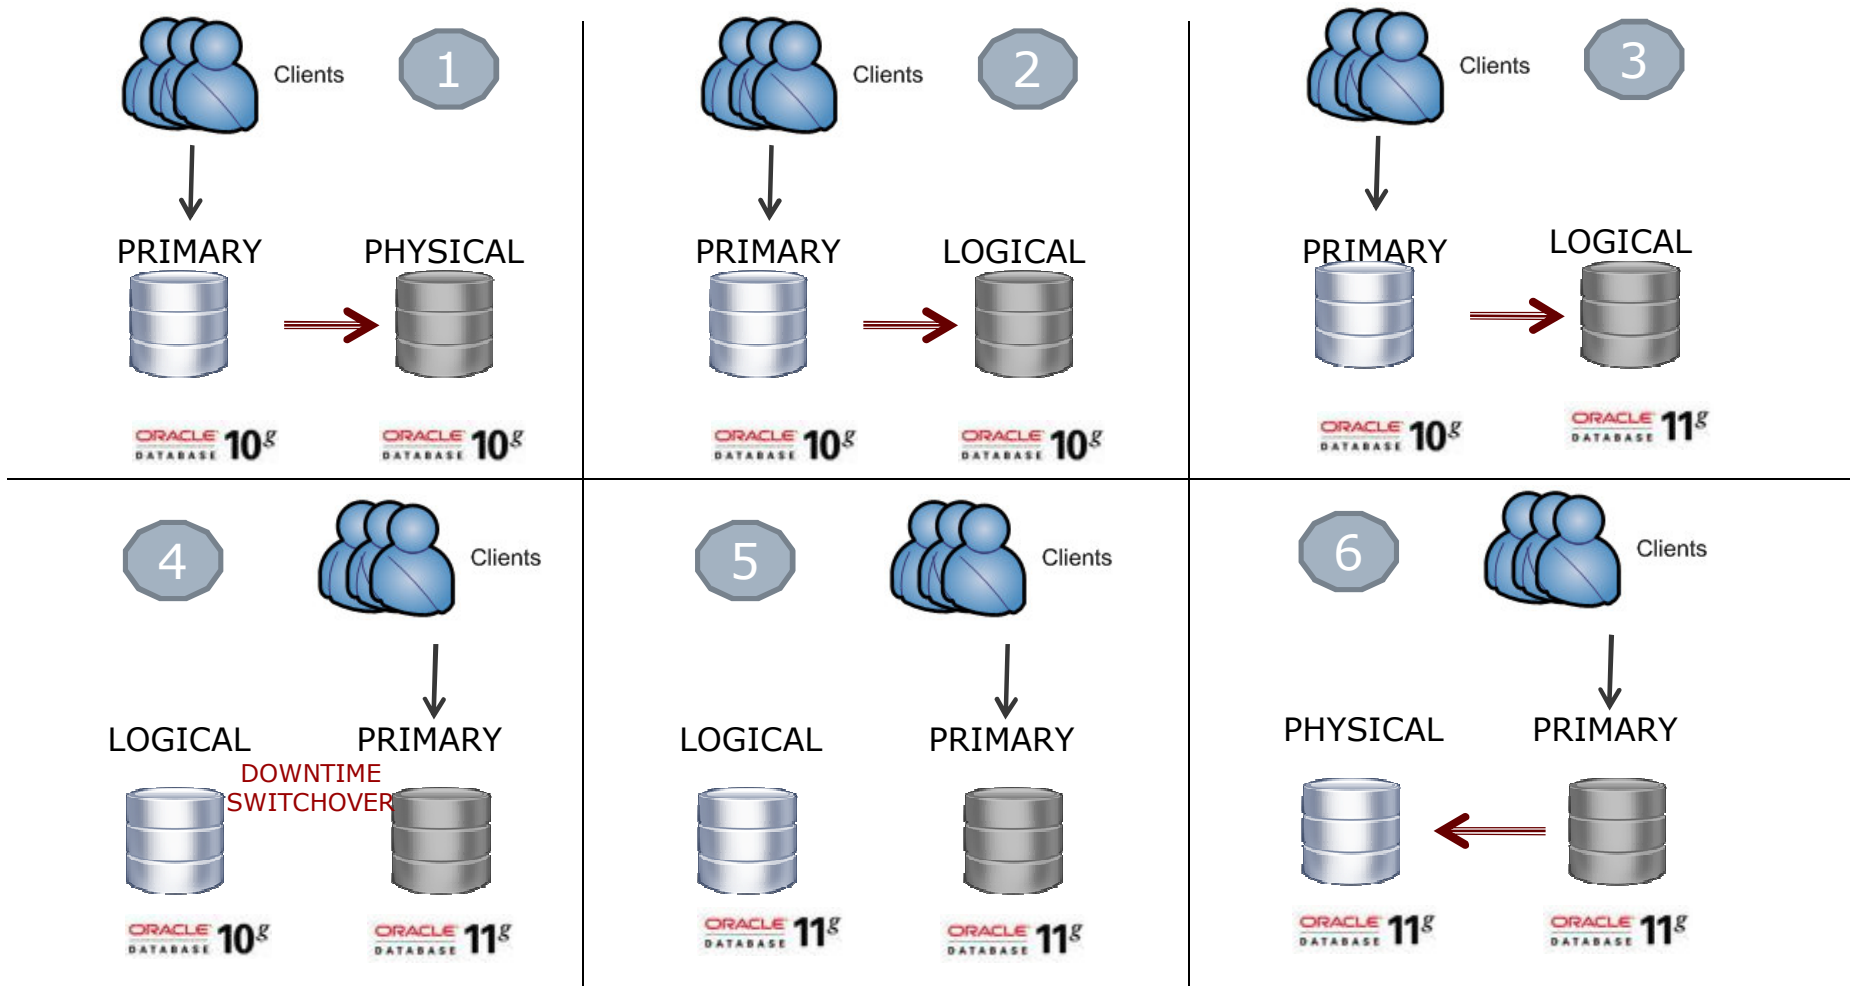 Clients
1
PRIMARY PHYSICAL
ORACLE DATABASE 10g ORACLE DATABASE 10g
Clients
2
PRIMARY LOGICAL
ORACLE DATABASE 10g ORACLE DATABASE 10g
Clients
3
PRIMARY LOGICAL
ORACLE DATABASE 10g ORACLE DATABASE 11g
4
Clients
LOGICAL PRIMARY
DOWNTIME
SWITCHOVER
ORACLE DATABASE 10g ORACLE DATABASE 11g
5
Clients
LOGICAL PRIMARY
ORACLE DATABASE 11g ORACLE DATABASE 11g
6
Clients
PHYSICAL PRIMARY
ORACLE DATABASE 11g ORACLE DATABASE 11g